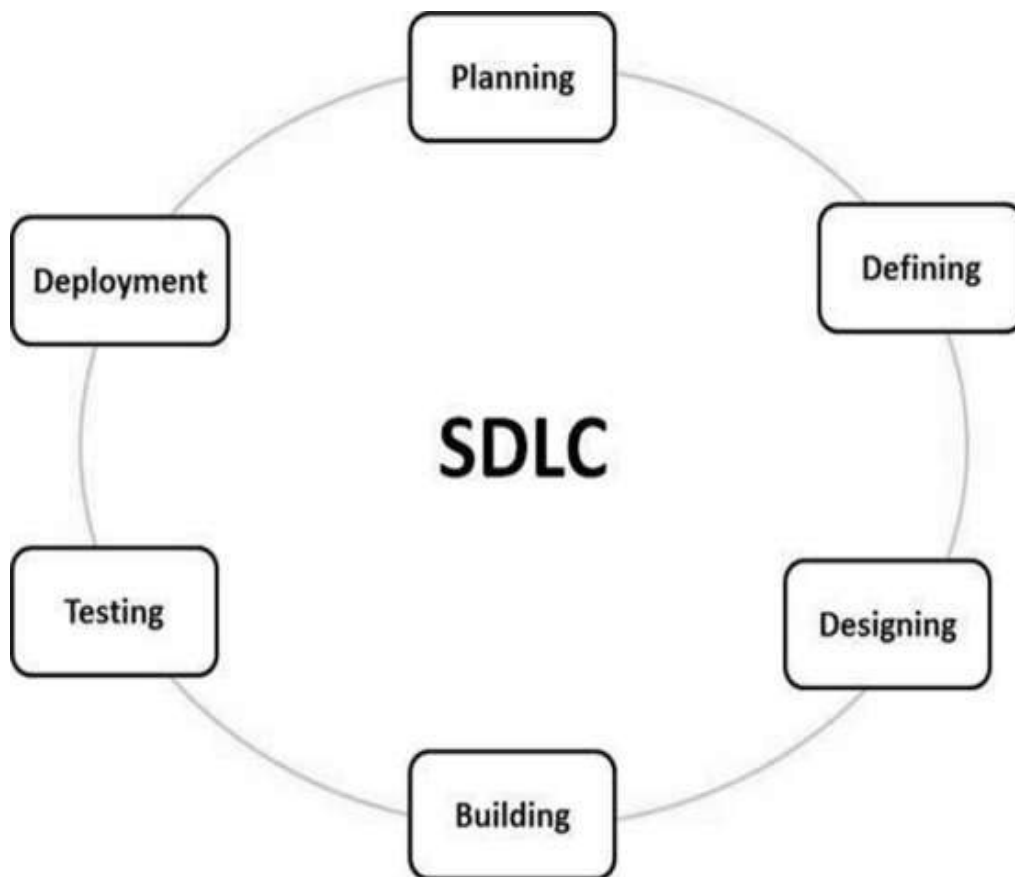 Planning
Defining
Designing
Building
Testing
Deployment
SDLC